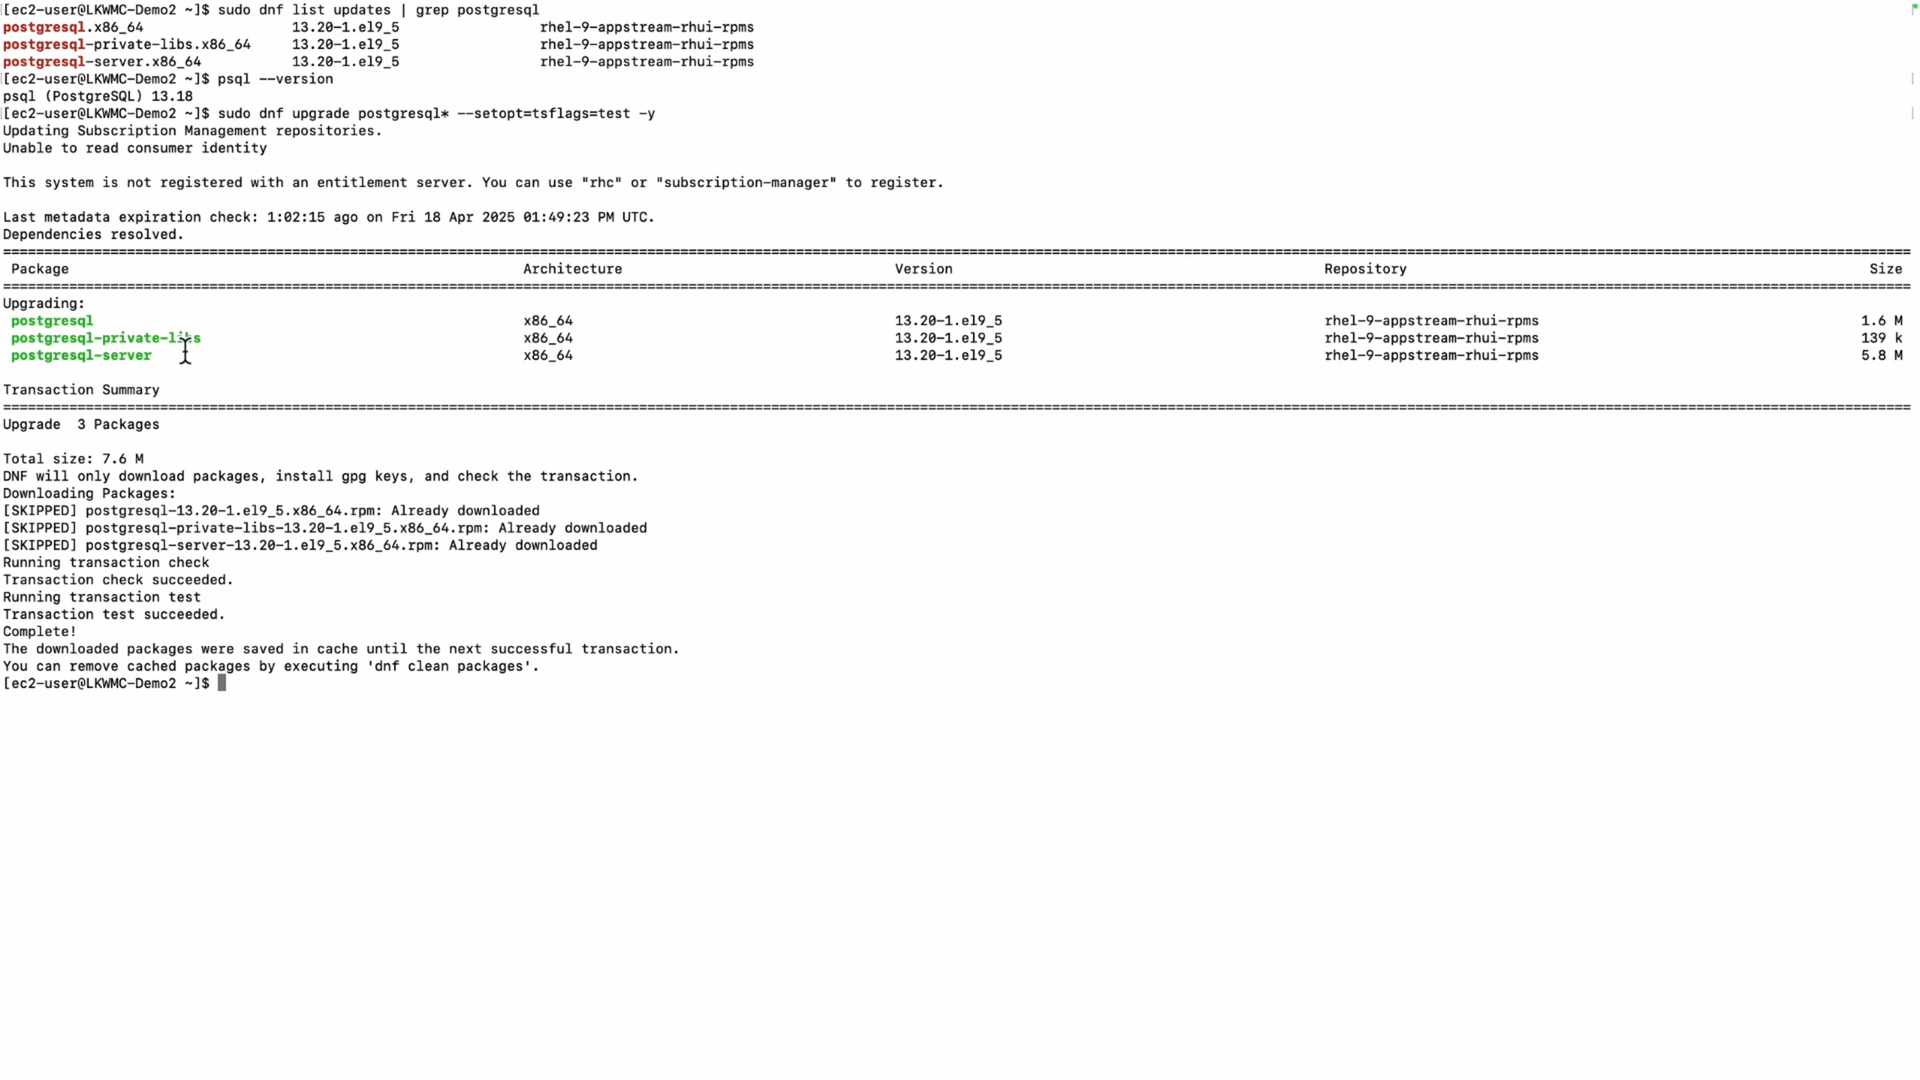 [ec2-user@LKWMC-Demo2 ~]$ sudo dnf list updates | grep postgresql
postgresql.x86_64 13.20-1.el9_5 rhel-9-appstream-rhui-rpms
postgresql-private-libs.x86_64 13.20-1.el9_5 rhel-9-appstream-rhui-rpms
postgresql-server.x86_64 13.20-1.el9_5 rhel-9-appstream-rhui-rpms
[ec2-user@LKWMC-Demo2 ~]$ psql --version
psql (PostgreSQL) 13.18
[ec2-user@LKWMC-Demo2 ~]$ sudo dnf upgrade postgresql* --setopt=tsflags=test -y
Updating Subscription Management repositories.
Unable to read consumer identity
This system is not registered with an entitlement server. You can use "rhc" or "subscription-manager" to register.
Last metadata expiration check: 1:02:15 ago on Fri 18 Apr 2025 01:49:23 PM UTC.
Dependencies resolved.
Package Architecture Version Repository Size
Upgrading:
postgresql x86_64 13.20-1.el9_5 rhel-9-appstream-rhui-rpms 1.6 M
postgresql-private-libs x86_64 13.20-1.el9_5 rhel-9-appstream-rhui-rpms 139 k
postgresql-server x86_64 13.20-1.el9_5 rhel-9-appstream-rhui-rpms 5.8 M
Transaction Summary
Upgrade 3 Packages
Total size: 7.6 M
DNF will only download packages, install gpg keys, and check the transaction.
Downloading Packages:
[SKIPPED] postgresql-13.20-1.el9_5.x86_64.rpm: Already downloaded
[SKIPPED] postgresql-private-libs-13.20-1.el9_5.x86_64.rpm: Already downloaded
[SKIPPED] postgresql-server-13.20-1.el9_5.x86_64.rpm: Already downloaded
Running transaction check
Transaction check succeeded.
Running transaction test
Transaction test succeeded.
Complete!
The downloaded packages were saved in cache until the next successful transaction.
You can remove cached packages by executing 'dnf clean packages'.
[ec2-user@LKWMC-Demo2 ~]$